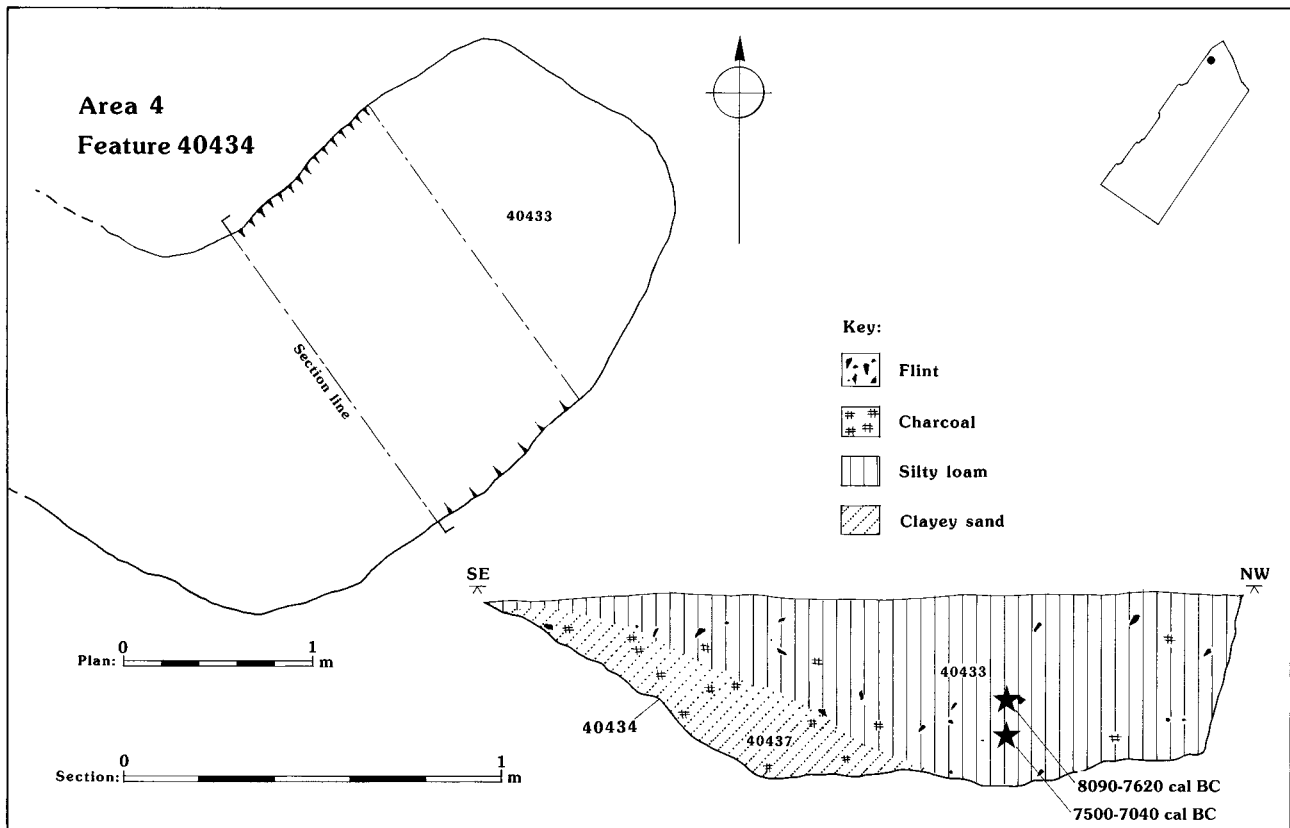 Area 4
Feature 40434
40433
Section line
Key:
Flint
Charcoal
Silty loam
Clayey sand
Plan: 0 1 m
Section: 0 1 m
SE
NW
40433
40434
40437
8090-7620 cal BC
7500-7040 cal BC